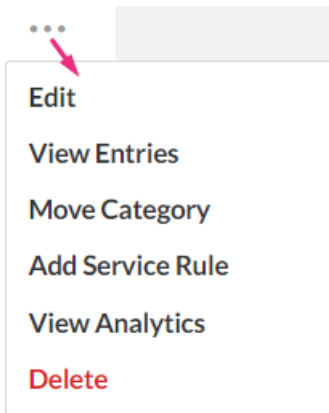 Edit
View Entries
Move Category
Add Service Rule
View Analytics
Delete